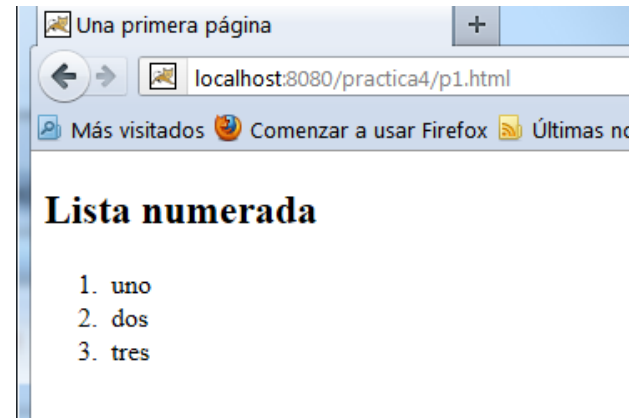 Una primera página
+
localhost:8080/practica4/p1.html
Más visitados Comenzar a usar Firefox Últimas no
Lista numerada
1. uno
2. dos
3. tres